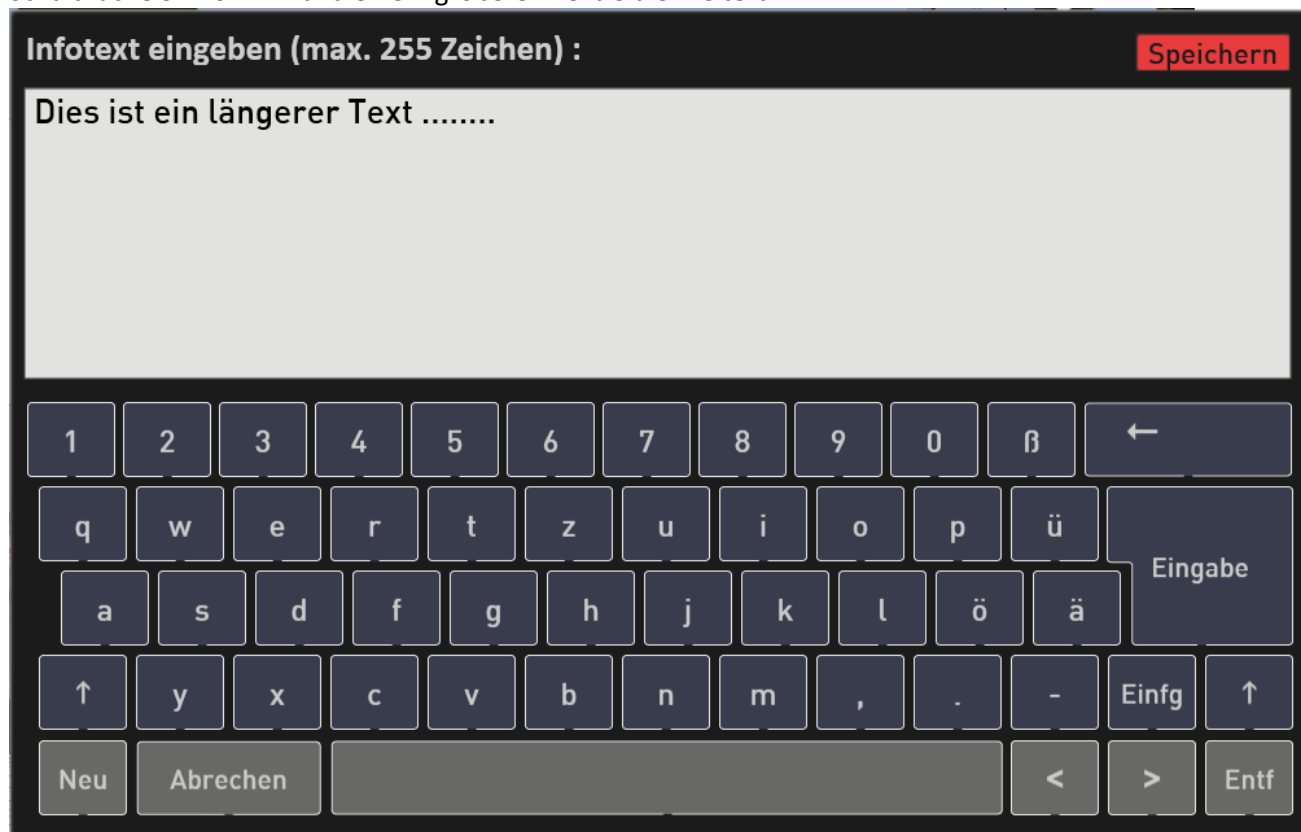 Infotext eingeben (max. 255 Zeichen) :
Speichern
Dies ist ein längerer Text ........
1 2 3 4 5 6 7 8 9 0 ß ←
q w e r t z u i o p ü
Eingabe
a s d f g h j k l ö ä
↑ y x c v b n m , . - Einfg ↑
Neu Abrechen < > Entf